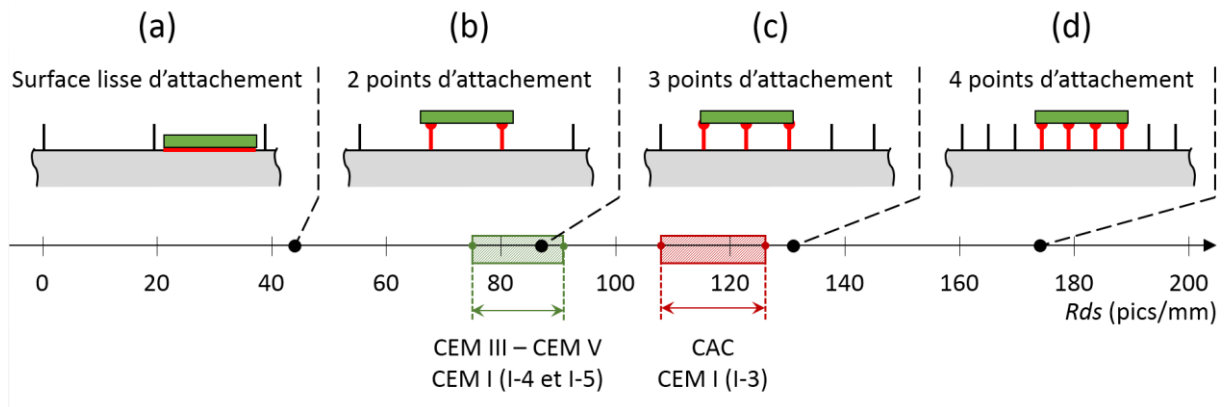 (a)
(b)
(c)
(d)
Surface lisse d’attachement
2 points d’attachement
3 points d’attachement
4 points d’attachement
0
20
40
60
80
100
120
140
160
180
200
Rds (pics/mm)
CEM III – CEM V
CEM I (I-4 et I-5)
CAC
CEM I (I-3)